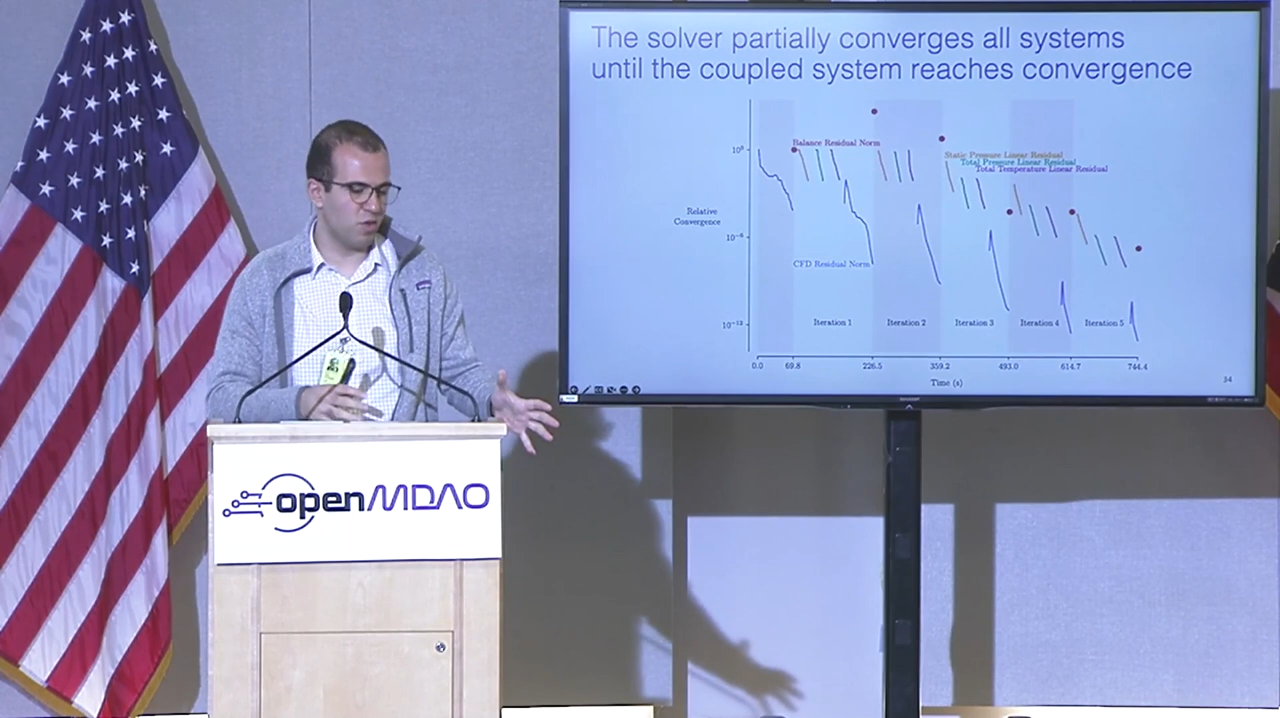 The solver partially converges all systems
until the coupled system reaches convergence
Balance Residual Norm
Static Pressure Linear Residual
Total Pressure Linear Residual
Total Temperature Linear Residual
Relative
Convergence
CFD Residual Norm
Iteration 1
Iteration 2
Iteration 3
Iteration 4
Iteration 5
0.0
69.8
226.5
359.2
493.0
614.7
744.4
Time (s)
34
openMDAO